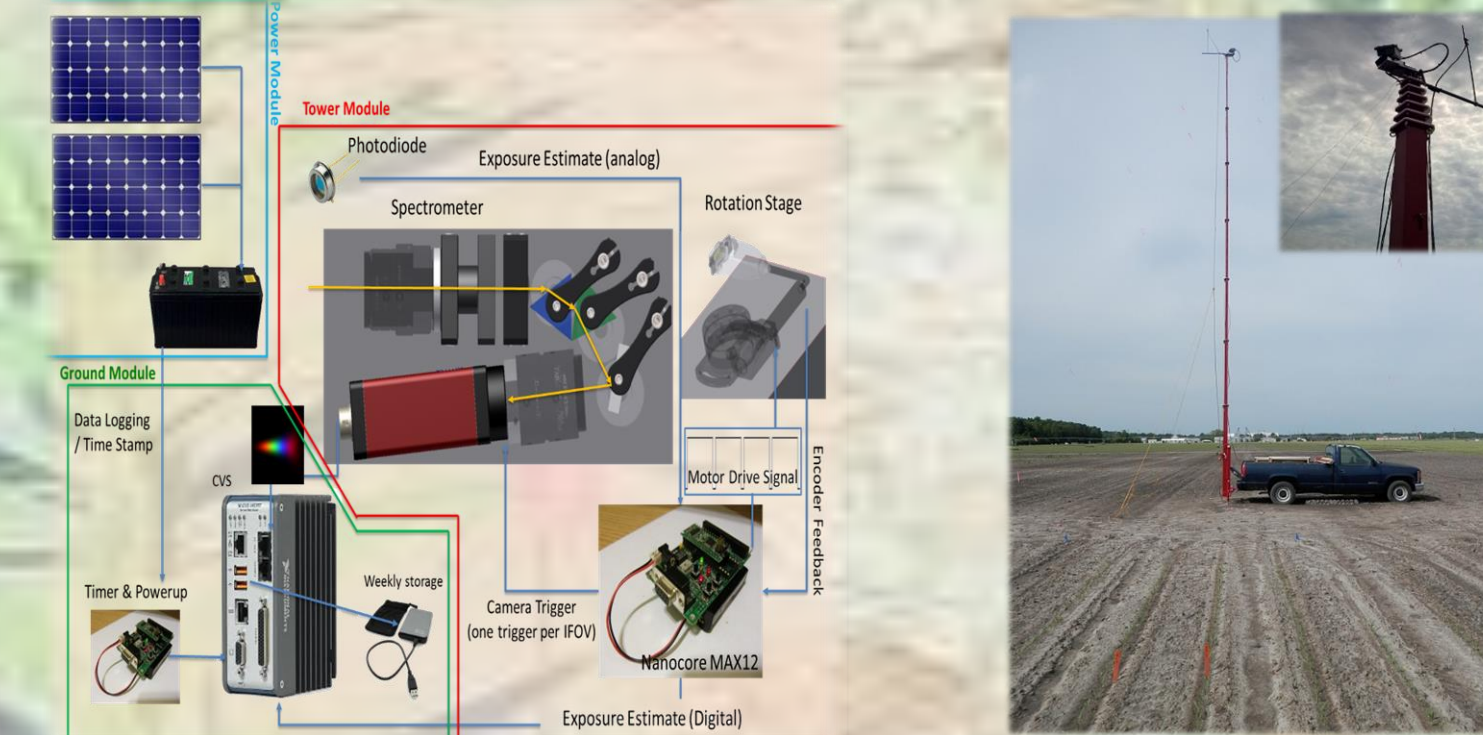 Power Module
Tower Module
Photodiode
Exposure Estimate (analog)
Spectrometer
Rotation Stage
Ground Module
Data Logging
/ Time Stamp
CVS
Motor Drive Signal
Encoder Feedback
Timer & Powerup
Weekly storage
Camera Trigger
(one trigger per IFOV)
Nanocore MAX12
Exposure Estimate (Digital)